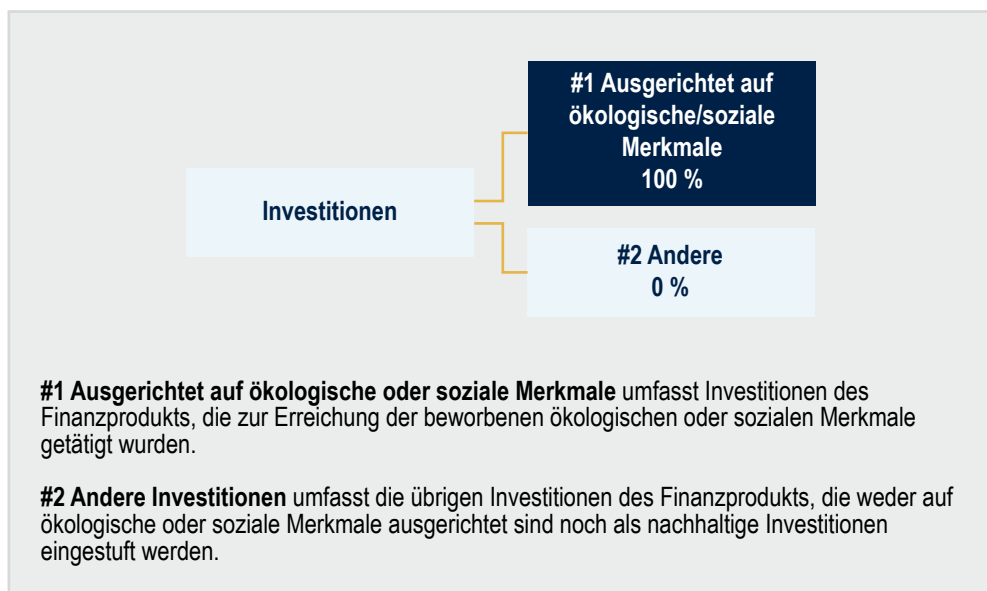 #1 Ausgerichtet auf
ökologische/soziale
Merkmale
100 %
Investitionen
#2 Andere
0 %
#1 Ausgerichtet auf ökologische oder soziale Merkmale umfasst Investitionen des
Finanzprodukts, die zur Erreichung der beworbenen ökologischen oder sozialen Merkmale
getätigt wurden.
#2 Andere Investitionen umfasst die übrigen Investitionen des Finanzprodukts, die weder auf
ökologische oder soziale Merkmale ausgerichtet sind noch als nachhaltige Investitionen
eingestuft werden.